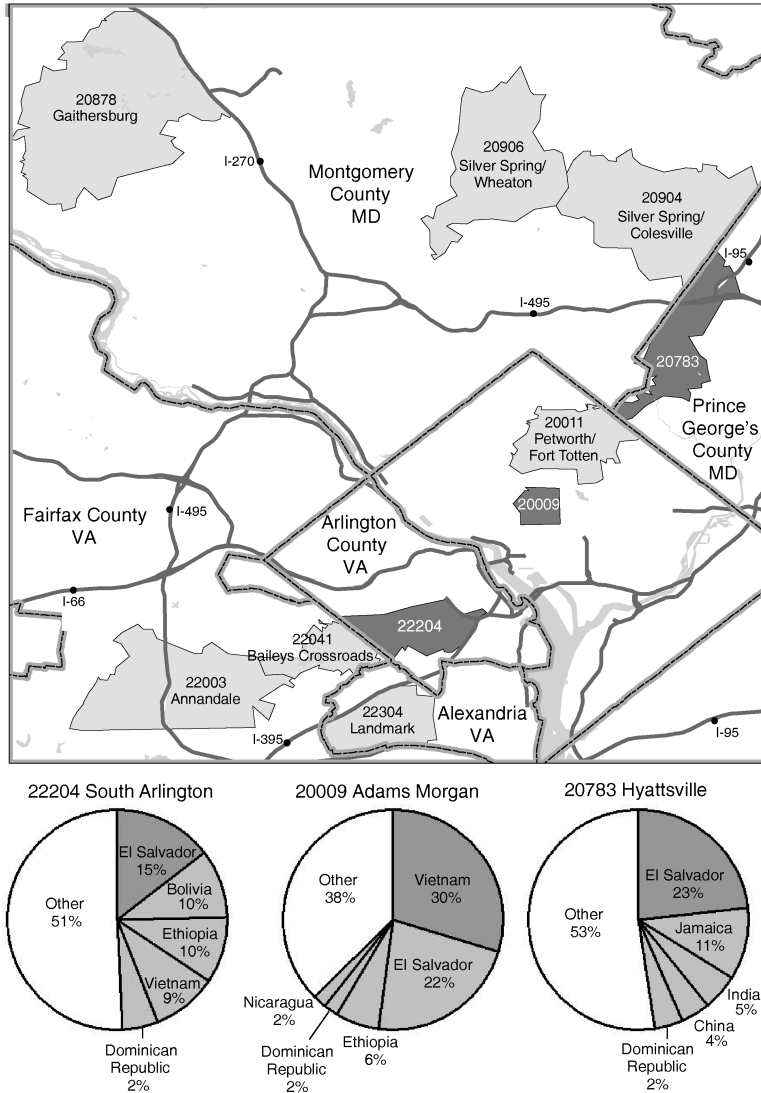 20878
Gaithersburg
I-270
Montgomery
County
MD
20906
Silver Spring/
Wheaton
20904
Silver Spring/
Colesville
I-95
I-495
20783
Prince
George's
County
MD
20011
Petworth/
Fort Totten
20009
Fairfax County
VA
I-495
Arlington
County
VA
I-66
22204
22041
Baileys Crossroads
22003
Annandale
22304
Landmark
Alexandria
VA
I-395
I-95
22204 South Arlington
El Salvador
15%
Bolivia
10%
Ethiopia
10%
Vietnam
9%
Dominican
Republic
2%
Other
51%
20009 Adams Morgan
Vietnam
30%
El Salvador
22%
Ethiopia
6%
Dominican
Republic
2%
Nicaragua
2%
Other
38%
20783 Hyattsville
El Salvador
23%
Jamaica
11%
India
5%
China
4%
Dominican
Republic
2%
Other
53%